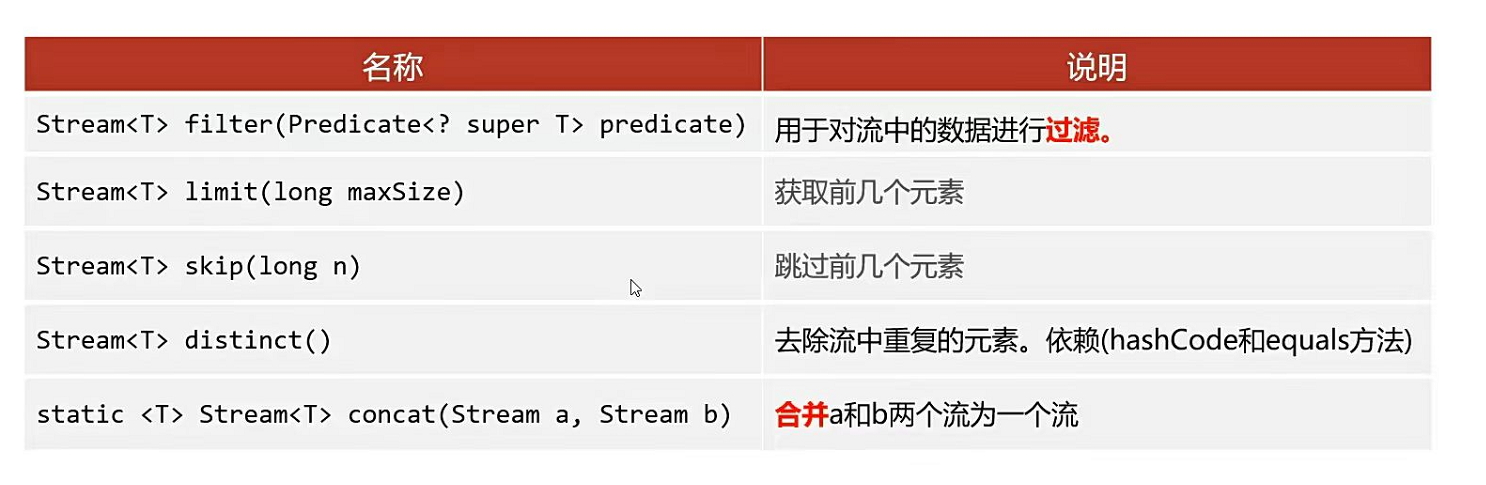 名称 说明
Stream<T> filter(Predicate<? super T> predicate) 用于对流中的数据进行过滤。
Stream<T> limit(long maxSize) 获取前几个元素
Stream<T> skip(long n) 跳过前几个元素
Stream<T> distinct() 去除流中重复的元素。依赖(hashCode和equals方法)
static <T> Stream<T> concat(Stream a, Stream b) 合并a和b两个流为一个流